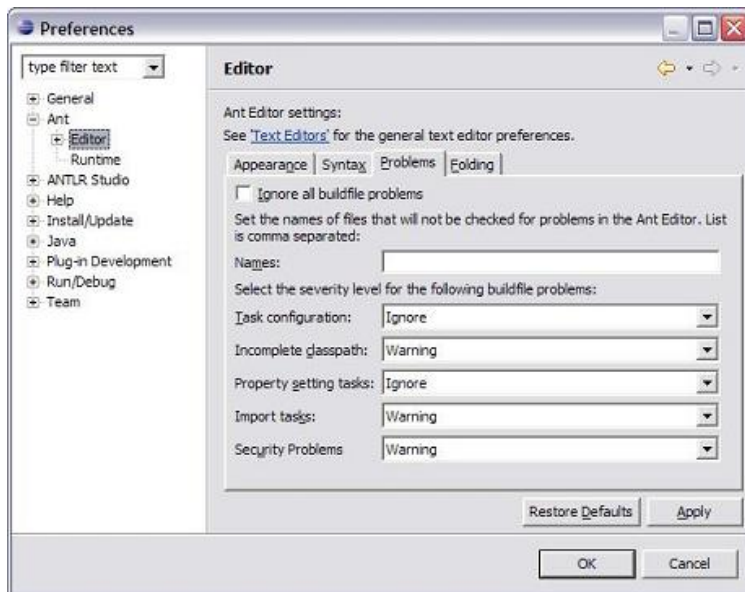 Preferences
type filter text
General
Ant
Editor
Runtime
ANTLR Studio
Help
Install/Update
Java
Plug-in Development
Run/Debug
Team
Editor
Ant Editor settings:
See 'Text Editors' for the general text editor preferences.
Appearance Syntax Problems Folding
Ignore all buildfile problems
Set the names of files that will not be checked for problems in the Ant Editor. List
is comma separated:
Names:
Select the severity level for the following buildfile problems:
Task configuration: Ignore
Incomplete classpath: Warning
Property setting tasks: Ignore
Import tasks: Warning
Security Problems Warning
Restore Defaults Apply
OK Cancel